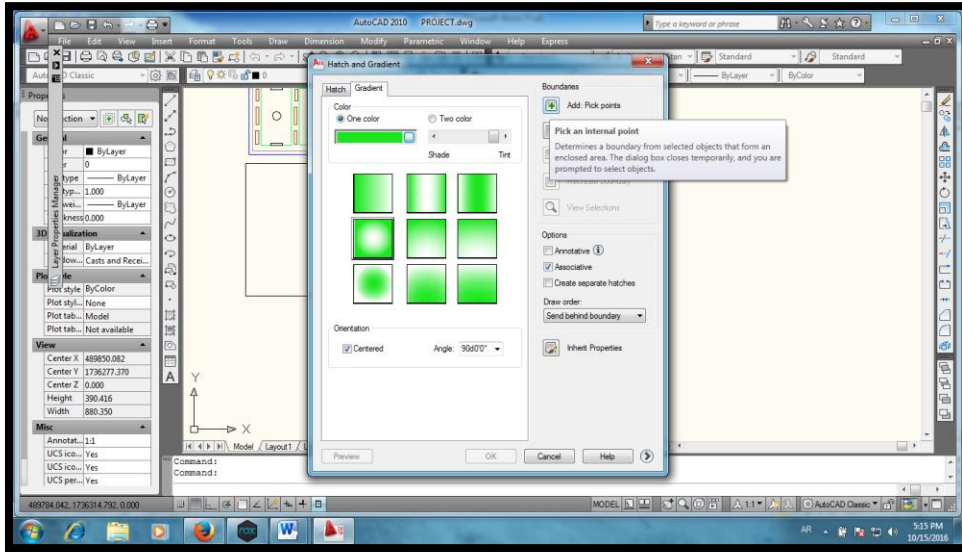 AutoCAD 2010 PROJECT.dwg
Type a keyword or phrase
File Edit View Insert Format Tools Draw Dimension Modify Parametric Window Help Express
Standard
Standard
Classic
0
ByLayer
ByColor
Hatch and Gradient
Hatch Gradient
Color
One color
Two color
Shade Tint
Orientation
Centered
Angle: 90d0'0"
Boundaries
Add: Pick points
Pick an internal point
Determines a boundary from selected objects that form an
enclosed area. The dialog box closes temporarily, and you are
prompted to select objects.
View Selections
Options
Annotative
Associative
Create separate hatches
Draw order:
Send behind boundary
Inherit Properties
Preview OK Cancel Help
Layer Properties Manager
ByLayer
0
ByLayer
1.000
ByLayer
0.000
ByLayer
Casts and Recei...
Plot style ByColor
Plot styl... None
Plot tab... Model
Plot tab... Not available
View
Center X 489850.082
Center Y 1736277.370
Center Z 0.000
Height 390.416
Width 880.350
Misc
Annotat... 1:1
UCS ico... Yes
UCS ico... Yes
UCS per... Yes
Y
X
Model Layout1
Command:
Command:
489784.042, 1736314.792, 0.000
MODEL
1:1
AutoCAD Classic
nox
W
AR
5:15 PM
10/15/2016